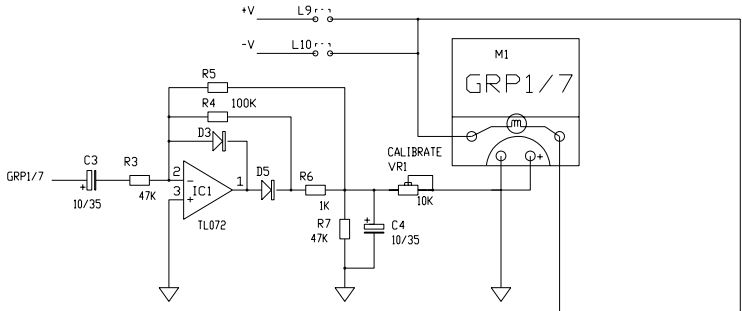 +V L9
-V L10
M1
GRP1/7
R5
R4 100K
D3
CALIBRATE
VR1
10K
GRP1/7
C3
+
10/35
R3
47K
2
-
3
+
IC1
1
TL072
D5
R6
1K
R7
47K
+
C4
10/35
+